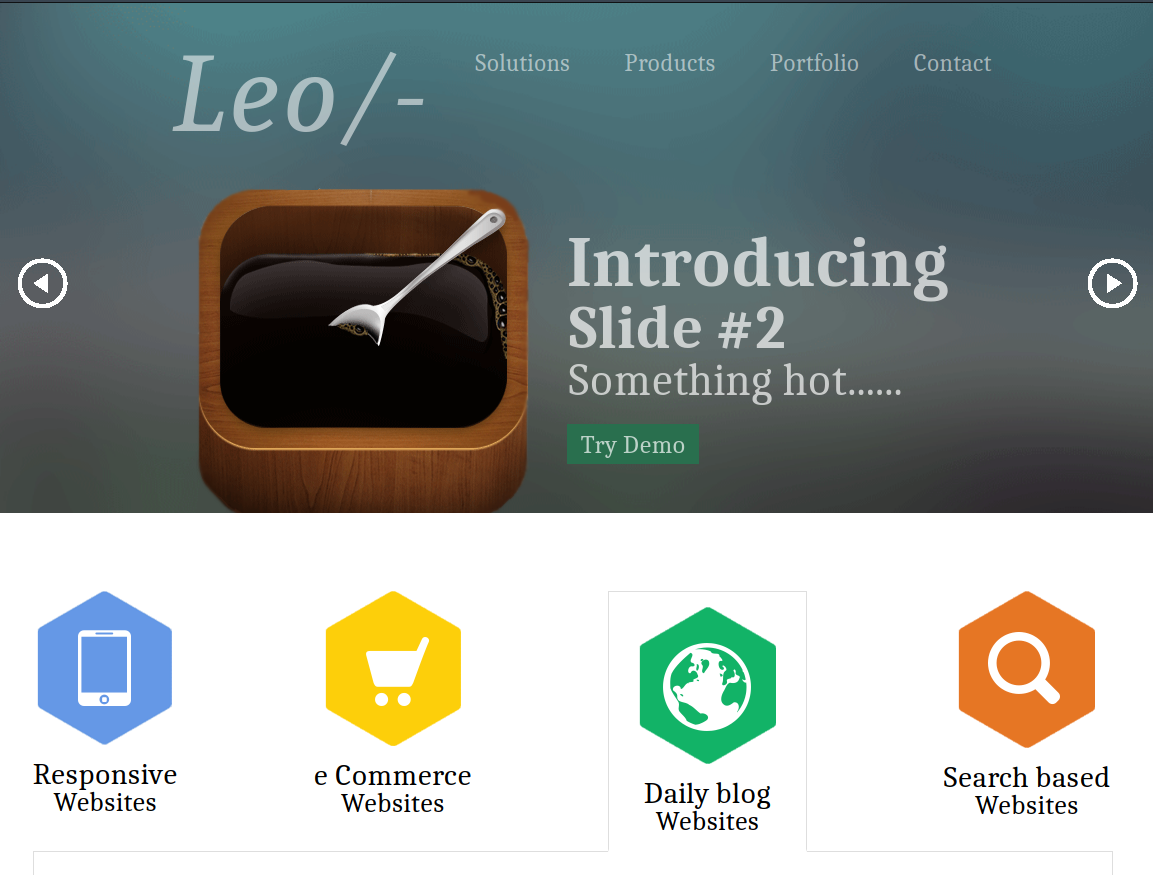 Leo/-
Solutions Products Portfolio Contact
Introducing
Slide #2
Something hot......
Try Demo
Responsive
Websites
e Commerce
Websites
Daily blog
Websites
Search based
Websites